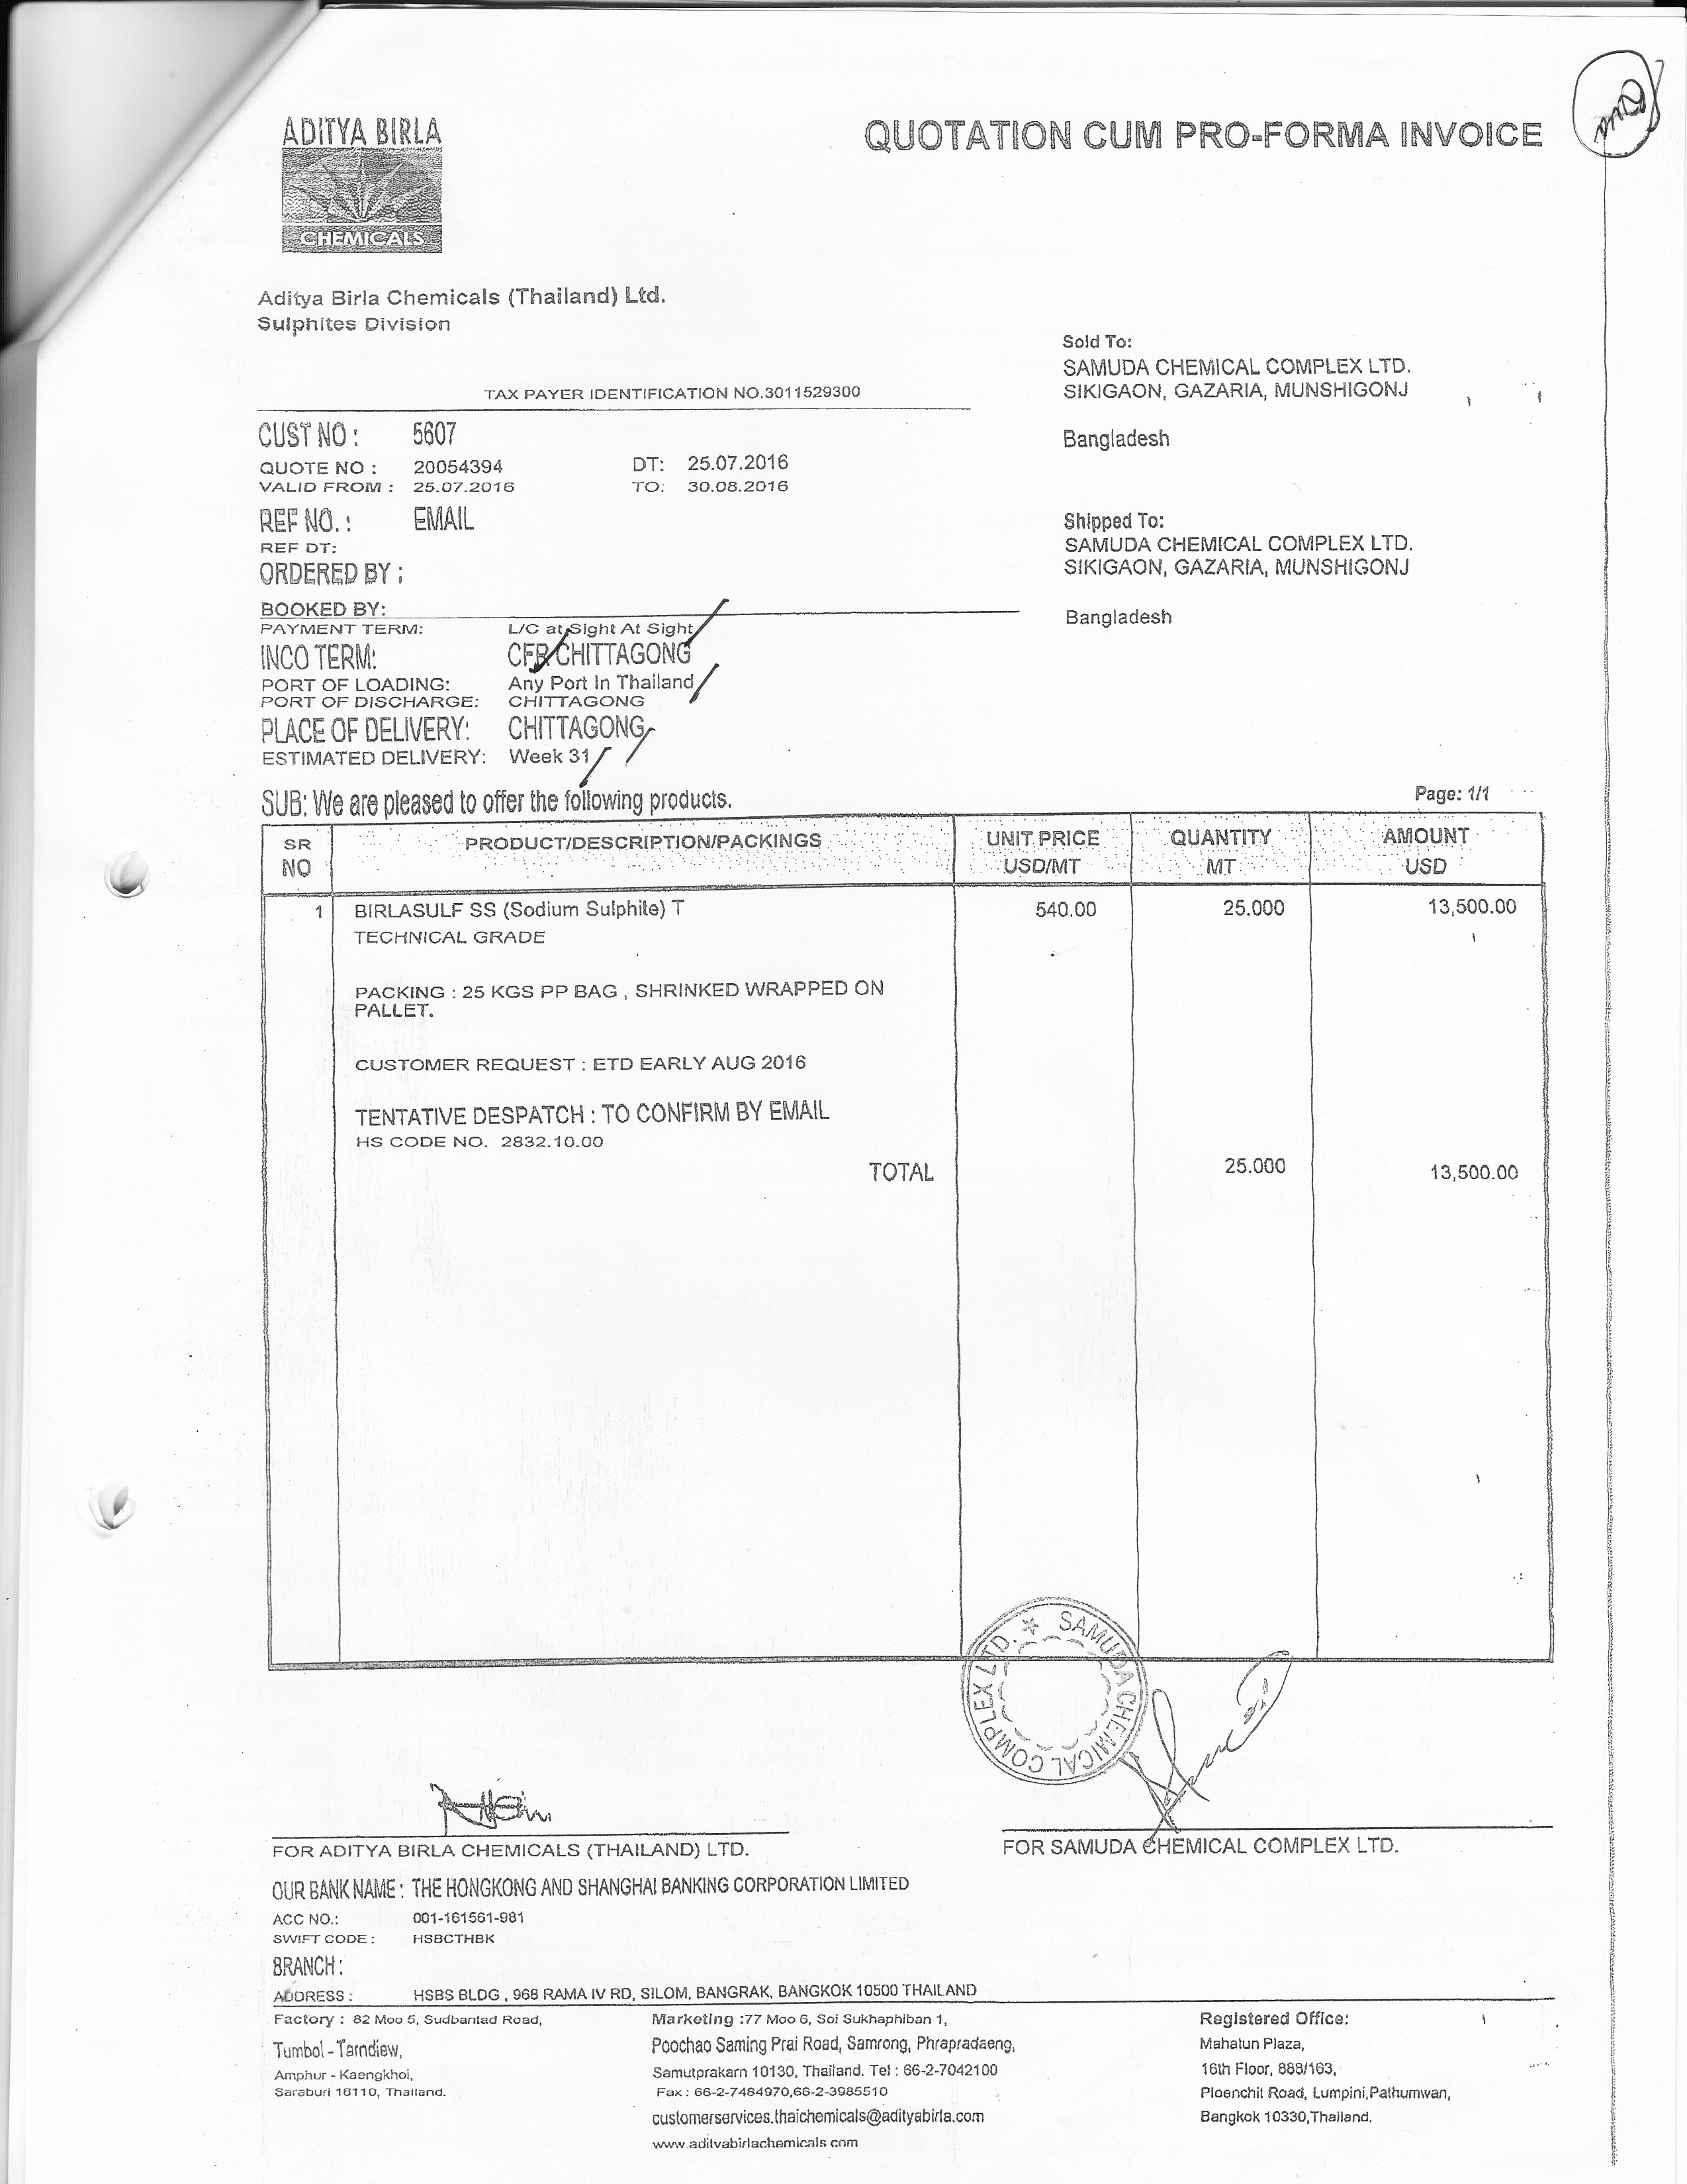 ADITYA BIRLA
CHEMICALS
QUOTATION CUM PRO-FORMA INVOICE
Aditya Birla Chemicals (Thailand) Ltd.
Sulphites Division
TAX PAYER IDENTIFICATION NO.3011529300
Sold To:
SAMUDA CHEMICAL COMPLEX LTD.
SIKIGAON, GAZARIA, MUNSHIGONJ
Bangladesh
CUST NO : 5607
QUOTE NO : 20054394 DT: 25.07.2016
VALID FROM : 25.07.2016 TO: 30.08.2016
REF NO. : EMAIL
REF DT:
ORDERED BY :
BOOKED BY:
Shipped To:
SAMUDA CHEMICAL COMPLEX LTD.
SIKIGAON, GAZARIA, MUNSHIGONJ
Bangladesh
PAYMENT TERM: L/C at Sight At Sight
INCO TERM: CFR CHITTAGONG
PORT OF LOADING: Any Port In Thailand
PORT OF DISCHARGE: CHITTAGONG
PLACE OF DELIVERY: CHITTAGONG
ESTIMATED DELIVERY: Week 31
SUB: We are pleased to offer the following products.
Page: 1/1
SR NO PRODUCT/DESCRIPTION/PACKINGS UNIT PRICE USD/MT QUANTITY MT AMOUNT USD
1 BIRLASULF SS (Sodium Sulphite) T 540.00 25.000 13,500.00
TECHNICAL GRADE
PACKING : 25 KGS PP BAG , SHRINKED WRAPPED ON
PALLET.
CUSTOMER REQUEST : ETD EARLY AUG 2016
TENTATIVE DESPATCH : TO CONFIRM BY EMAIL
HS CODE NO. 2832.10.00
TOTAL 25.000 13,500.00
SAMUDA CHEMICAL COMPLEX LTD.
FOR ADITYA BIRLA CHEMICALS (THAILAND) LTD.
FOR SAMUDA CHEMICAL COMPLEX LTD.
OUR BANK NAME : THE HONGKONG AND SHANGHAI BANKING CORPORATION LIMITED
ACC NO.: 001-161561-981
SWIFT CODE : HSBCTHBK
BRANCH :
ADDRESS : HSBS BLDG , 968 RAMA IV RD, SILOM, BANGRAK, BANGKOK 10500 THAILAND
Factory : 82 Moo 5, Sudbantad Road,
Tumbol - Tarndiew,
Amphur - Kaengkhoi,
Saraburi 18110, Thailand.
Marketing :77 Moo 6, Soi Sukhaphiban 1,
Poochao Saming Prai Road, Samrong, Phrapradaeng,
Samutprakarn 10130, Thailand. Tel : 66-2-7042100
Fax : 66-2-7484970,66-2-3985510
customerservices.thaichemicals@adityabirla.com
www.adityabirlachemicals.com
Registered Office:
Mahatun Plaza,
16th Floor, 888/163,
Ploenchit Road, Lumpini,Pathumwan,
Bangkok 10330,Thailand.